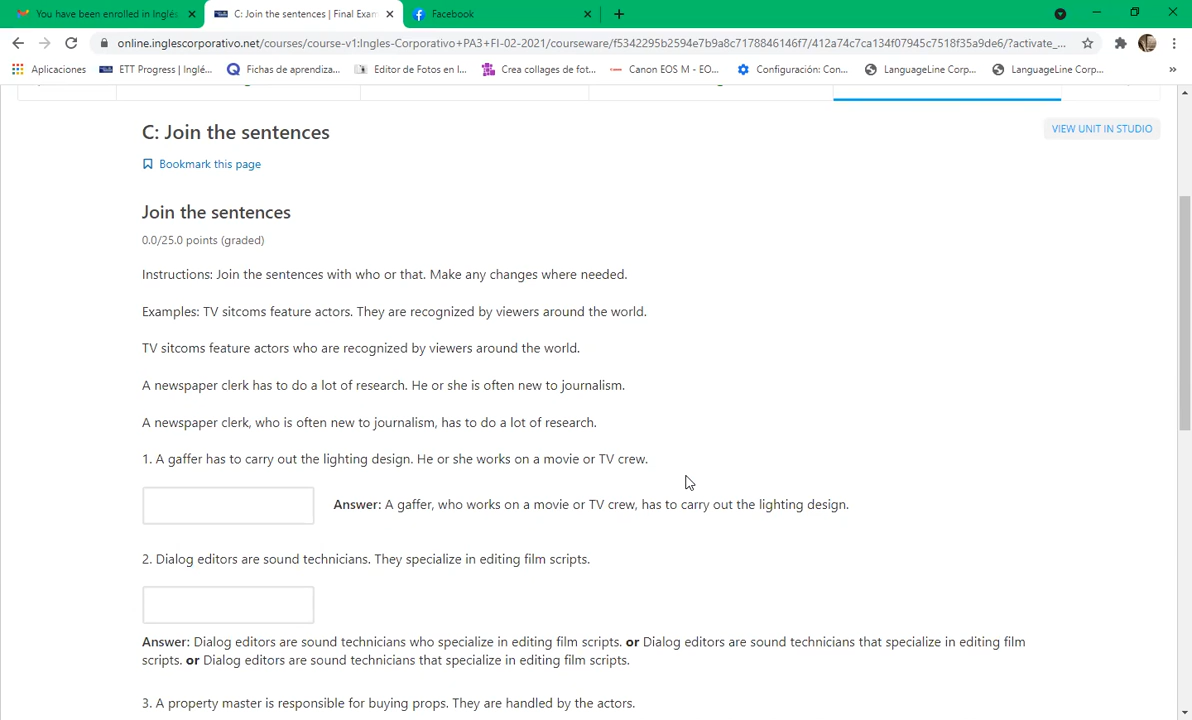 You have been enrolled in Inglés
C: Join the sentences | Final Exam
Facebook
online.inglescorporativo.net/courses/course-v1:Ingles-Corporativo+PA3+FI-02-2021/courseware/f5342295b2594e7b9a8c7178846146f7/412a74c7ca134f07945c7518f35a9de6/?activate_...
Aplicaciones
ETT Progress | Inglé...
Fichas de aprendiza...
Editor de Fotos en l...
Crea collages de fot...
Canon EOS M - EO...
Configuración: Con...
LanguageLine Corp...
LanguageLine Corp...
»
C: Join the sentences
VIEW UNIT IN STUDIO
Bookmark this page
Join the sentences
0.0/25.0 points (graded)
Instructions: Join the sentences with who or that. Make any changes where needed.
Examples: TV sitcoms feature actors. They are recognized by viewers around the world.
TV sitcoms feature actors who are recognized by viewers around the world.
A newspaper clerk has to do a lot of research. He or she is often new to journalism.
A newspaper clerk, who is often new to journalism, has to do a lot of research.
1. A gaffer has to carry out the lighting design. He or she works on a movie or TV crew.
Answer: A gaffer, who works on a movie or TV crew, has to carry out the lighting design.
2. Dialog editors are sound technicians. They specialize in editing film scripts.
Answer: Dialog editors are sound technicians who specialize in editing film scripts. or Dialog editors are sound technicians that specialize in editing film
scripts. or Dialog editors are sound technicians that specialize in editing film scripts.
3. A property master is responsible for buying props. They are handled by the actors.